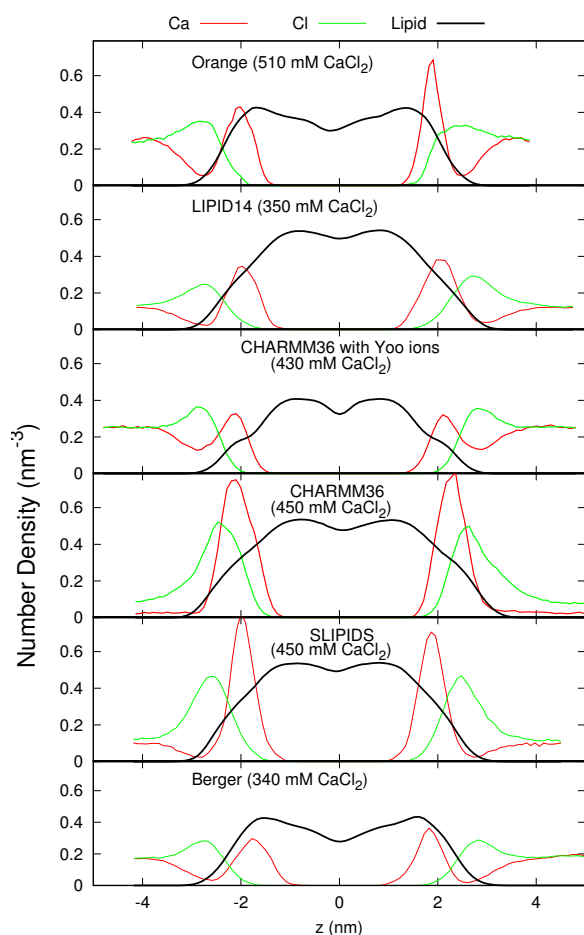 Ca Cl Lipid
Number Density (nm⁻³)
0.6
0.4
0.2
0
Orange (510 mM CaCl₂)
0.6
0.4
0.2
0
LIPID14 (350 mM CaCl₂)
0.6
0.4
0.2
0
CHARMM36 with Yoo ions
(430 mM CaCl₂)
0.6
0.4
0.2
0
CHARMM36
(450 mM CaCl₂)
0.6
0.4
0.2
0
SLIPIDS
(450 mM CaCl₂)
0.6
0.4
0.2
0
Berger (340 mM CaCl₂)
-4 -2 0 2 4
z (nm)